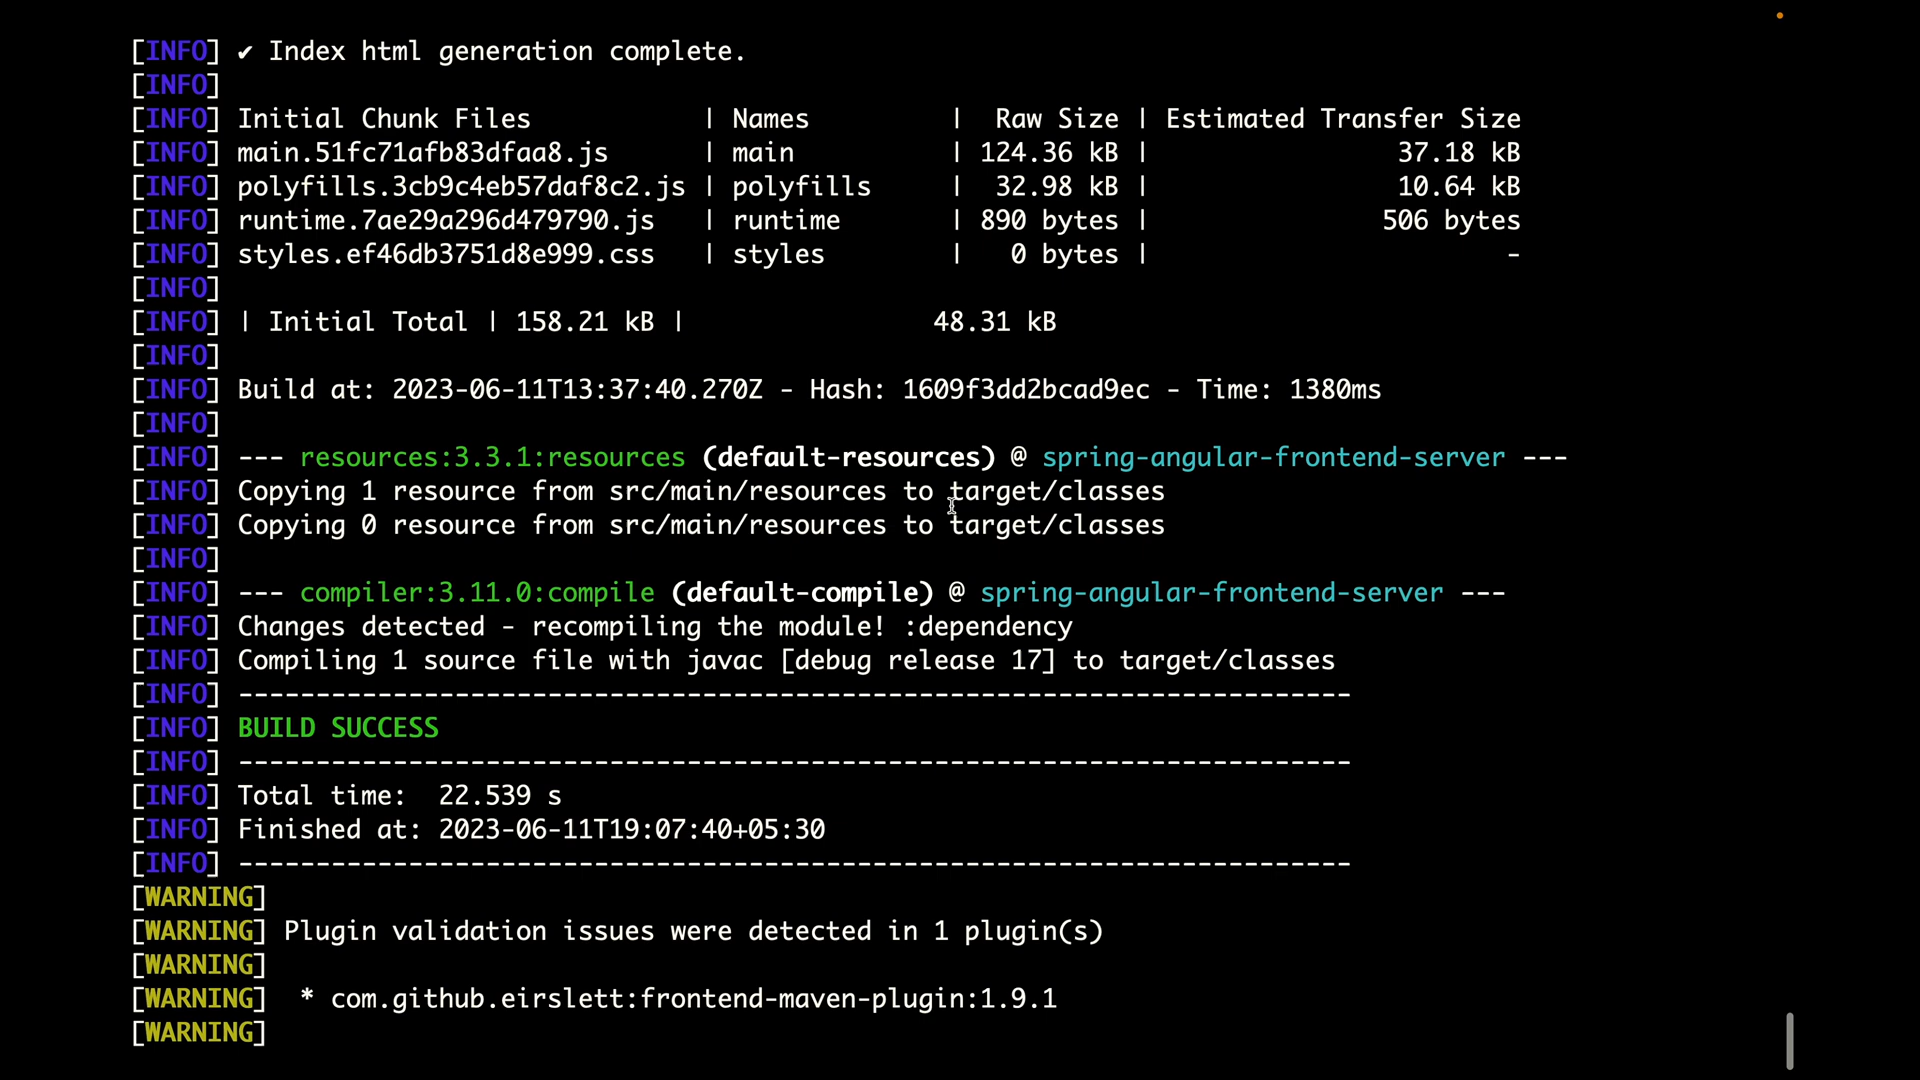 [INFO] ✔ Index html generation complete.
[INFO]
[INFO] Initial Chunk Files           | Names         |  Raw Size | Estimated Transfer Size
[INFO] main.51fc71afb83dfaa8.js      | main          | 124.36 kB |                37.18 kB
[INFO] polyfills.3cb9c4eb57daf8c2.js | polyfills     |  32.98 kB |                10.64 kB
[INFO] runtime.7ae29a296d479790.js   | runtime       | 890 bytes |               506 bytes
[INFO] styles.ef46db3751d8e999.css   | styles        |   0 bytes |                       -
[INFO]
[INFO] | Initial Total | 158.21 kB |                48.31 kB
[INFO]
[INFO] Build at: 2023-06-11T13:37:40.270Z - Hash: 1609f3dd2bcad9ec - Time: 1380ms
[INFO]
[INFO] --- resources:3.3.1:resources (default-resources) @ spring-angular-frontend-server ---
[INFO] Copying 1 resource from src/main/resources to target/classes
[INFO] Copying 0 resource from src/main/resources to target/classes
[INFO]
[INFO] --- compiler:3.11.0:compile (default-compile) @ spring-angular-frontend-server ---
[INFO] Changes detected - recompiling the module! :dependency
[INFO] Compiling 1 source file with javac [debug release 17] to target/classes
[INFO] ------------------------------------------------------------------------
[INFO] BUILD SUCCESS
[INFO] ------------------------------------------------------------------------
[INFO] Total time:  22.539 s
[INFO] Finished at: 2023-06-11T19:07:40+05:30
[INFO] ------------------------------------------------------------------------
[WARNING]
[WARNING] Plugin validation issues were detected in 1 plugin(s)
[WARNING]
[WARNING]  * com.github.eirslett:frontend-maven-plugin:1.9.1
[WARNING]